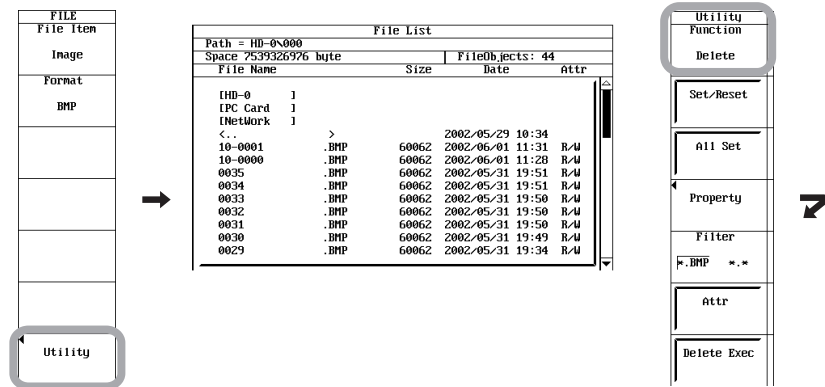 FILE
File Item
Image
Format
BMP
Utility
File List
Path = HD-0\000
Space 7539326976 byte FileObjects: 44
File Name Size Date Attr
[HD-0 ]
[PC Card ]
[NetWork ]
<.. > 2002/05/29 10:34
10-0001 .BMP 60062 2002/06/01 11:31 R/W
10-0000 .BMP 60062 2002/06/01 11:28 R/W
0035 .BMP 60062 2002/05/31 19:51 R/W
0034 .BMP 60062 2002/05/31 19:51 R/W
0033 .BMP 60062 2002/05/31 19:50 R/W
0032 .BMP 60062 2002/05/31 19:50 R/W
0031 .BMP 60062 2002/05/31 19:50 R/W
0030 .BMP 60062 2002/05/31 19:49 R/W
0029 .BMP 60062 2002/05/31 19:34 R/W
Utility
Function
Delete
Set/Reset
All Set
Property
Filter
*.BMP *.*
Attr
Delete Exec